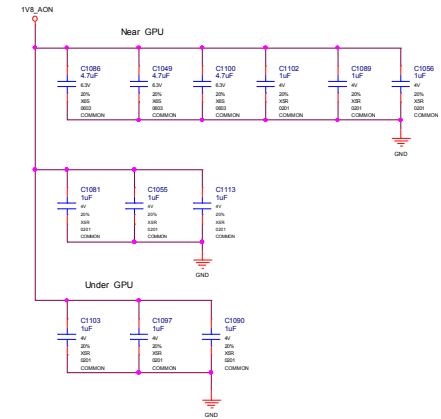 1V8_AON
Near GPU
C1086 C1049 C1100 C1102 C1089 C1056
4.7uF 4.7uF 4.7uF 1uF 1uF 1uF
6.3V 6.3V 6.3V 4V 4V 4V
20% 20% 20% 20% 20% 20%
X6S X6S X6S X5R X5R X5R
0603 0603 0603 0201 0201 0201
COMMON COMMON COMMON COMMON COMMON COMMON
GND
C1081 C1055 C1113
1uF 1uF 1uF
4V 4V 4V
20% 20% 20%
X5R X5R X5R
0201 0201 0201
COMMON COMMON COMMON
GND
Under GPU
C1103 C1097 C1090
1uF 1uF 1uF
4V 4V 4V
20% 20% 20%
X5R X5R X5R
0201 0201 0201
COMMON COMMON COMMON
GND